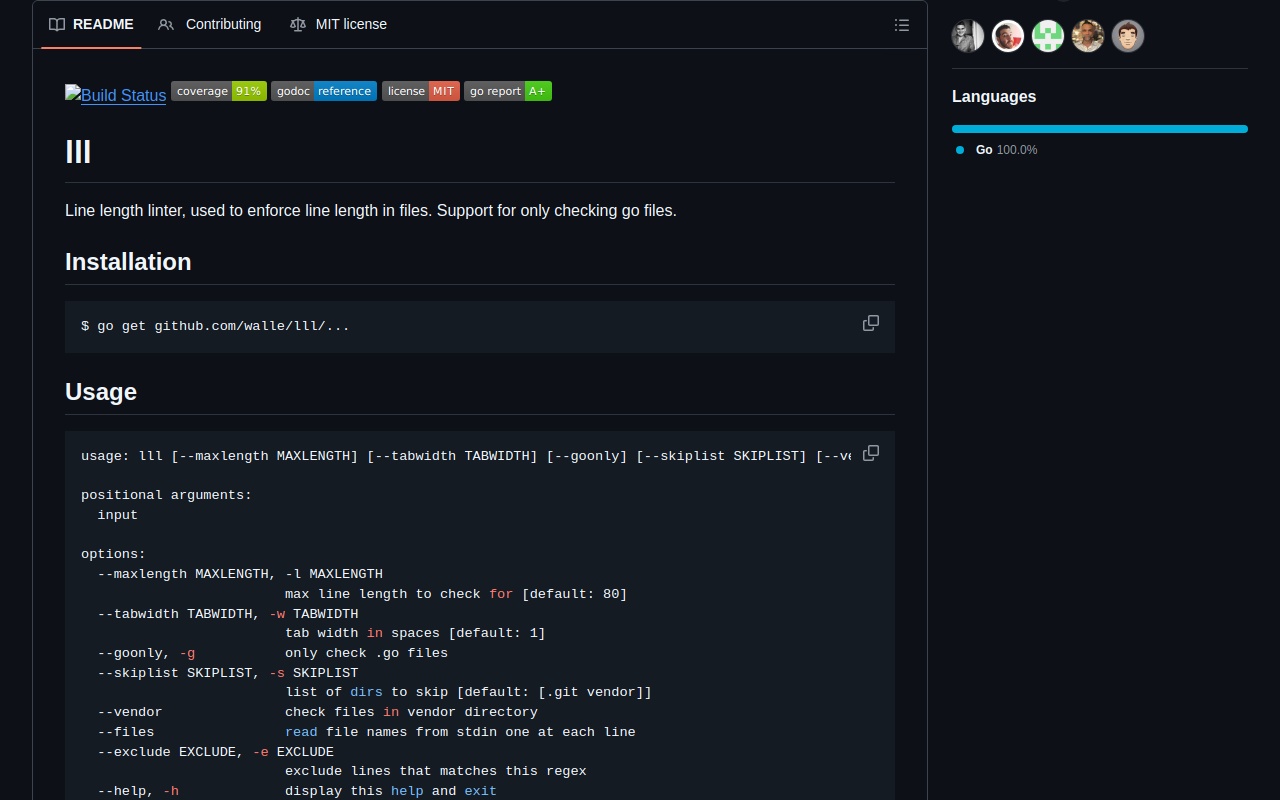 README Contributing MIT license
Build Status coverage 91% godoc reference license MIT go report A+
lll
Line length linter, used to enforce line length in files. Support for only checking go files.
Installation
$ go get github.com/walle/lll/...
Usage
usage: lll [--maxlength MAXLENGTH] [--tabwidth TABWIDTH] [--goonly] [--skiplist SKIPLIST] [--ve
positional arguments:
input
options:
--maxlength MAXLENGTH, -l MAXLENGTH
max line length to check for [default: 80]
--tabwidth TABWIDTH, -w TABWIDTH
tab width in spaces [default: 1]
--goonly, -g only check .go files
--skiplist SKIPLIST, -s SKIPLIST
list of dirs to skip [default: [.git vendor]]
--vendor check files in vendor directory
--files read file names from stdin one at each line
--exclude EXCLUDE, -e EXCLUDE
exclude lines that matches this regex
--help, -h display this help and exit
Languages
Go 100.0%